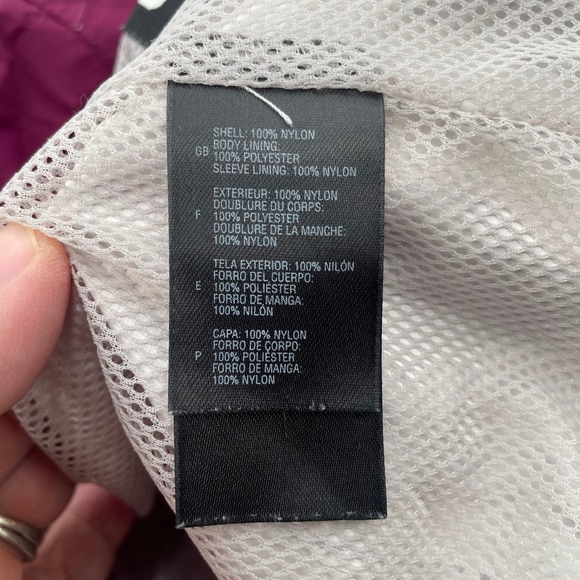 SHELL: 100% NYLON
BODY LINING:
GB 100% POLYESTER
SLEEVE LINING: 100% NYLON
EXTERIEUR: 100% NYLON
DOUBLURE DU CORPS:
F 100% POLYESTER
DOUBLURE DE LA MANCHE:
100% NYLON
TELA EXTERIOR: 100% NILÓN
FORRO DEL CUERPO:
E 100% POLIÉSTER
FORRO DE MANGA:
100% NILÓN
CAPA: 100% NYLON
FORRO DE CORPO:
P 100% POLIÉSTER
FORRO DE MANGA:
100% NYLON